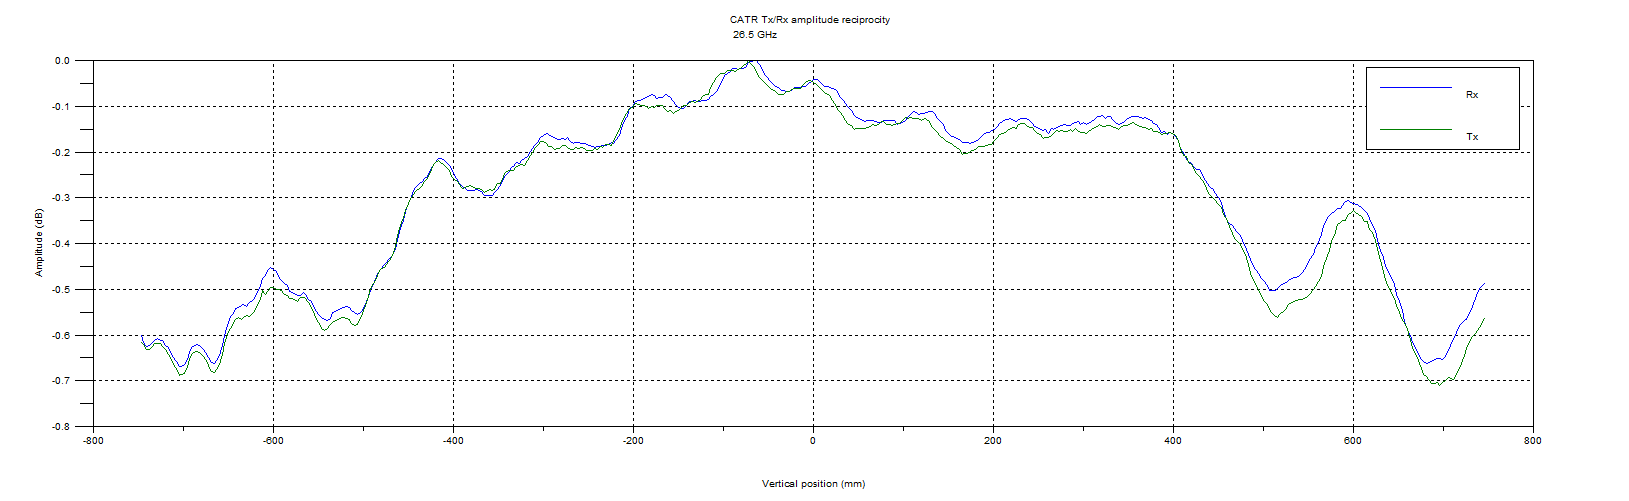 CATR Tx/Rx amplitude reciprocity
26.5 GHz
0.0
-0.1
-0.2
-0.3
-0.4
-0.5
-0.6
-0.7
-0.8
Amplitude (dB)
Rx
Tx
-800 -600 -400 -200 0 200 400 600 800
Vertical position (mm)